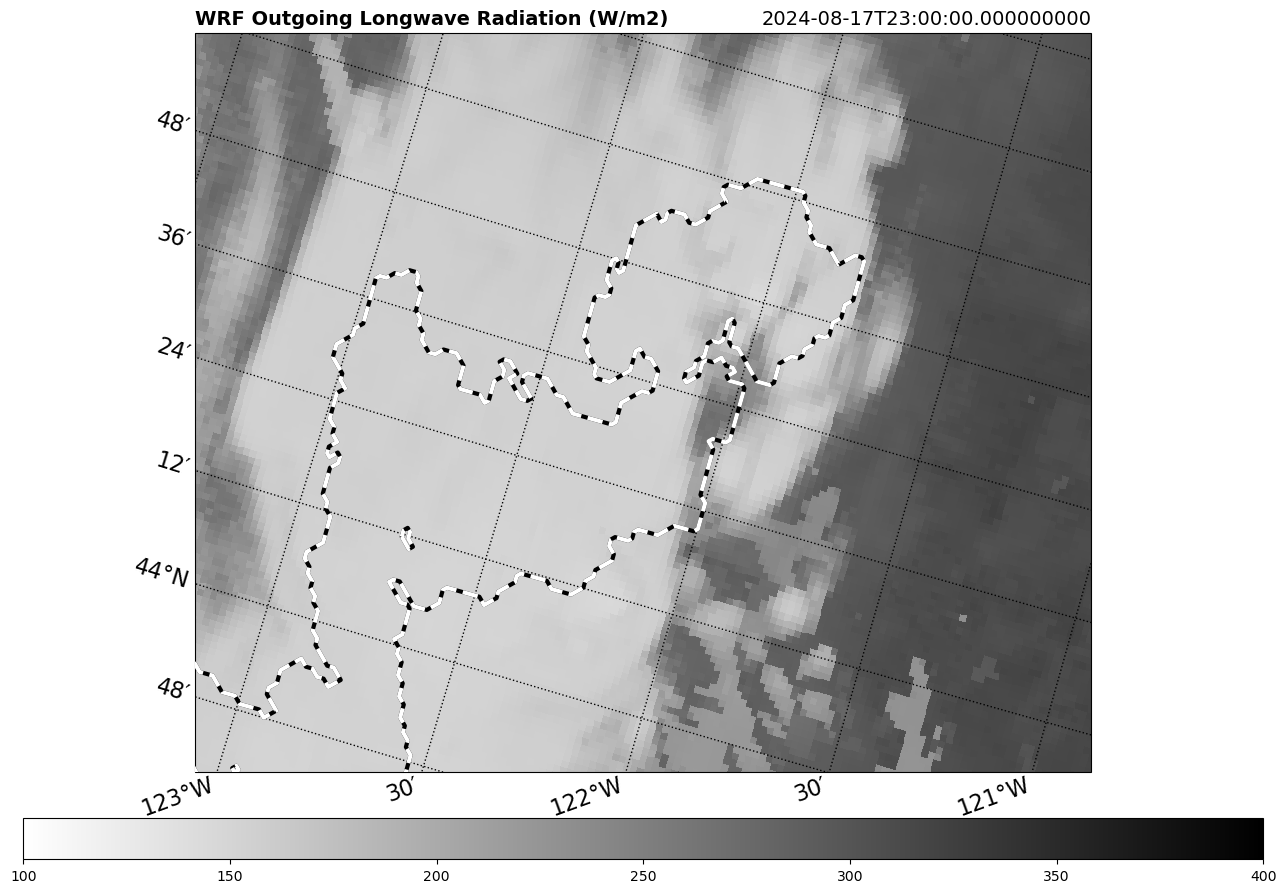 WRF Outgoing Longwave Radiation (W/m2) 2024-08-17T23:00:00.000000000
48′
36′
24′
12′
44°N
48′
123°W 30′ 122°W 30′ 121°W
100 150 200 250 300 350 400